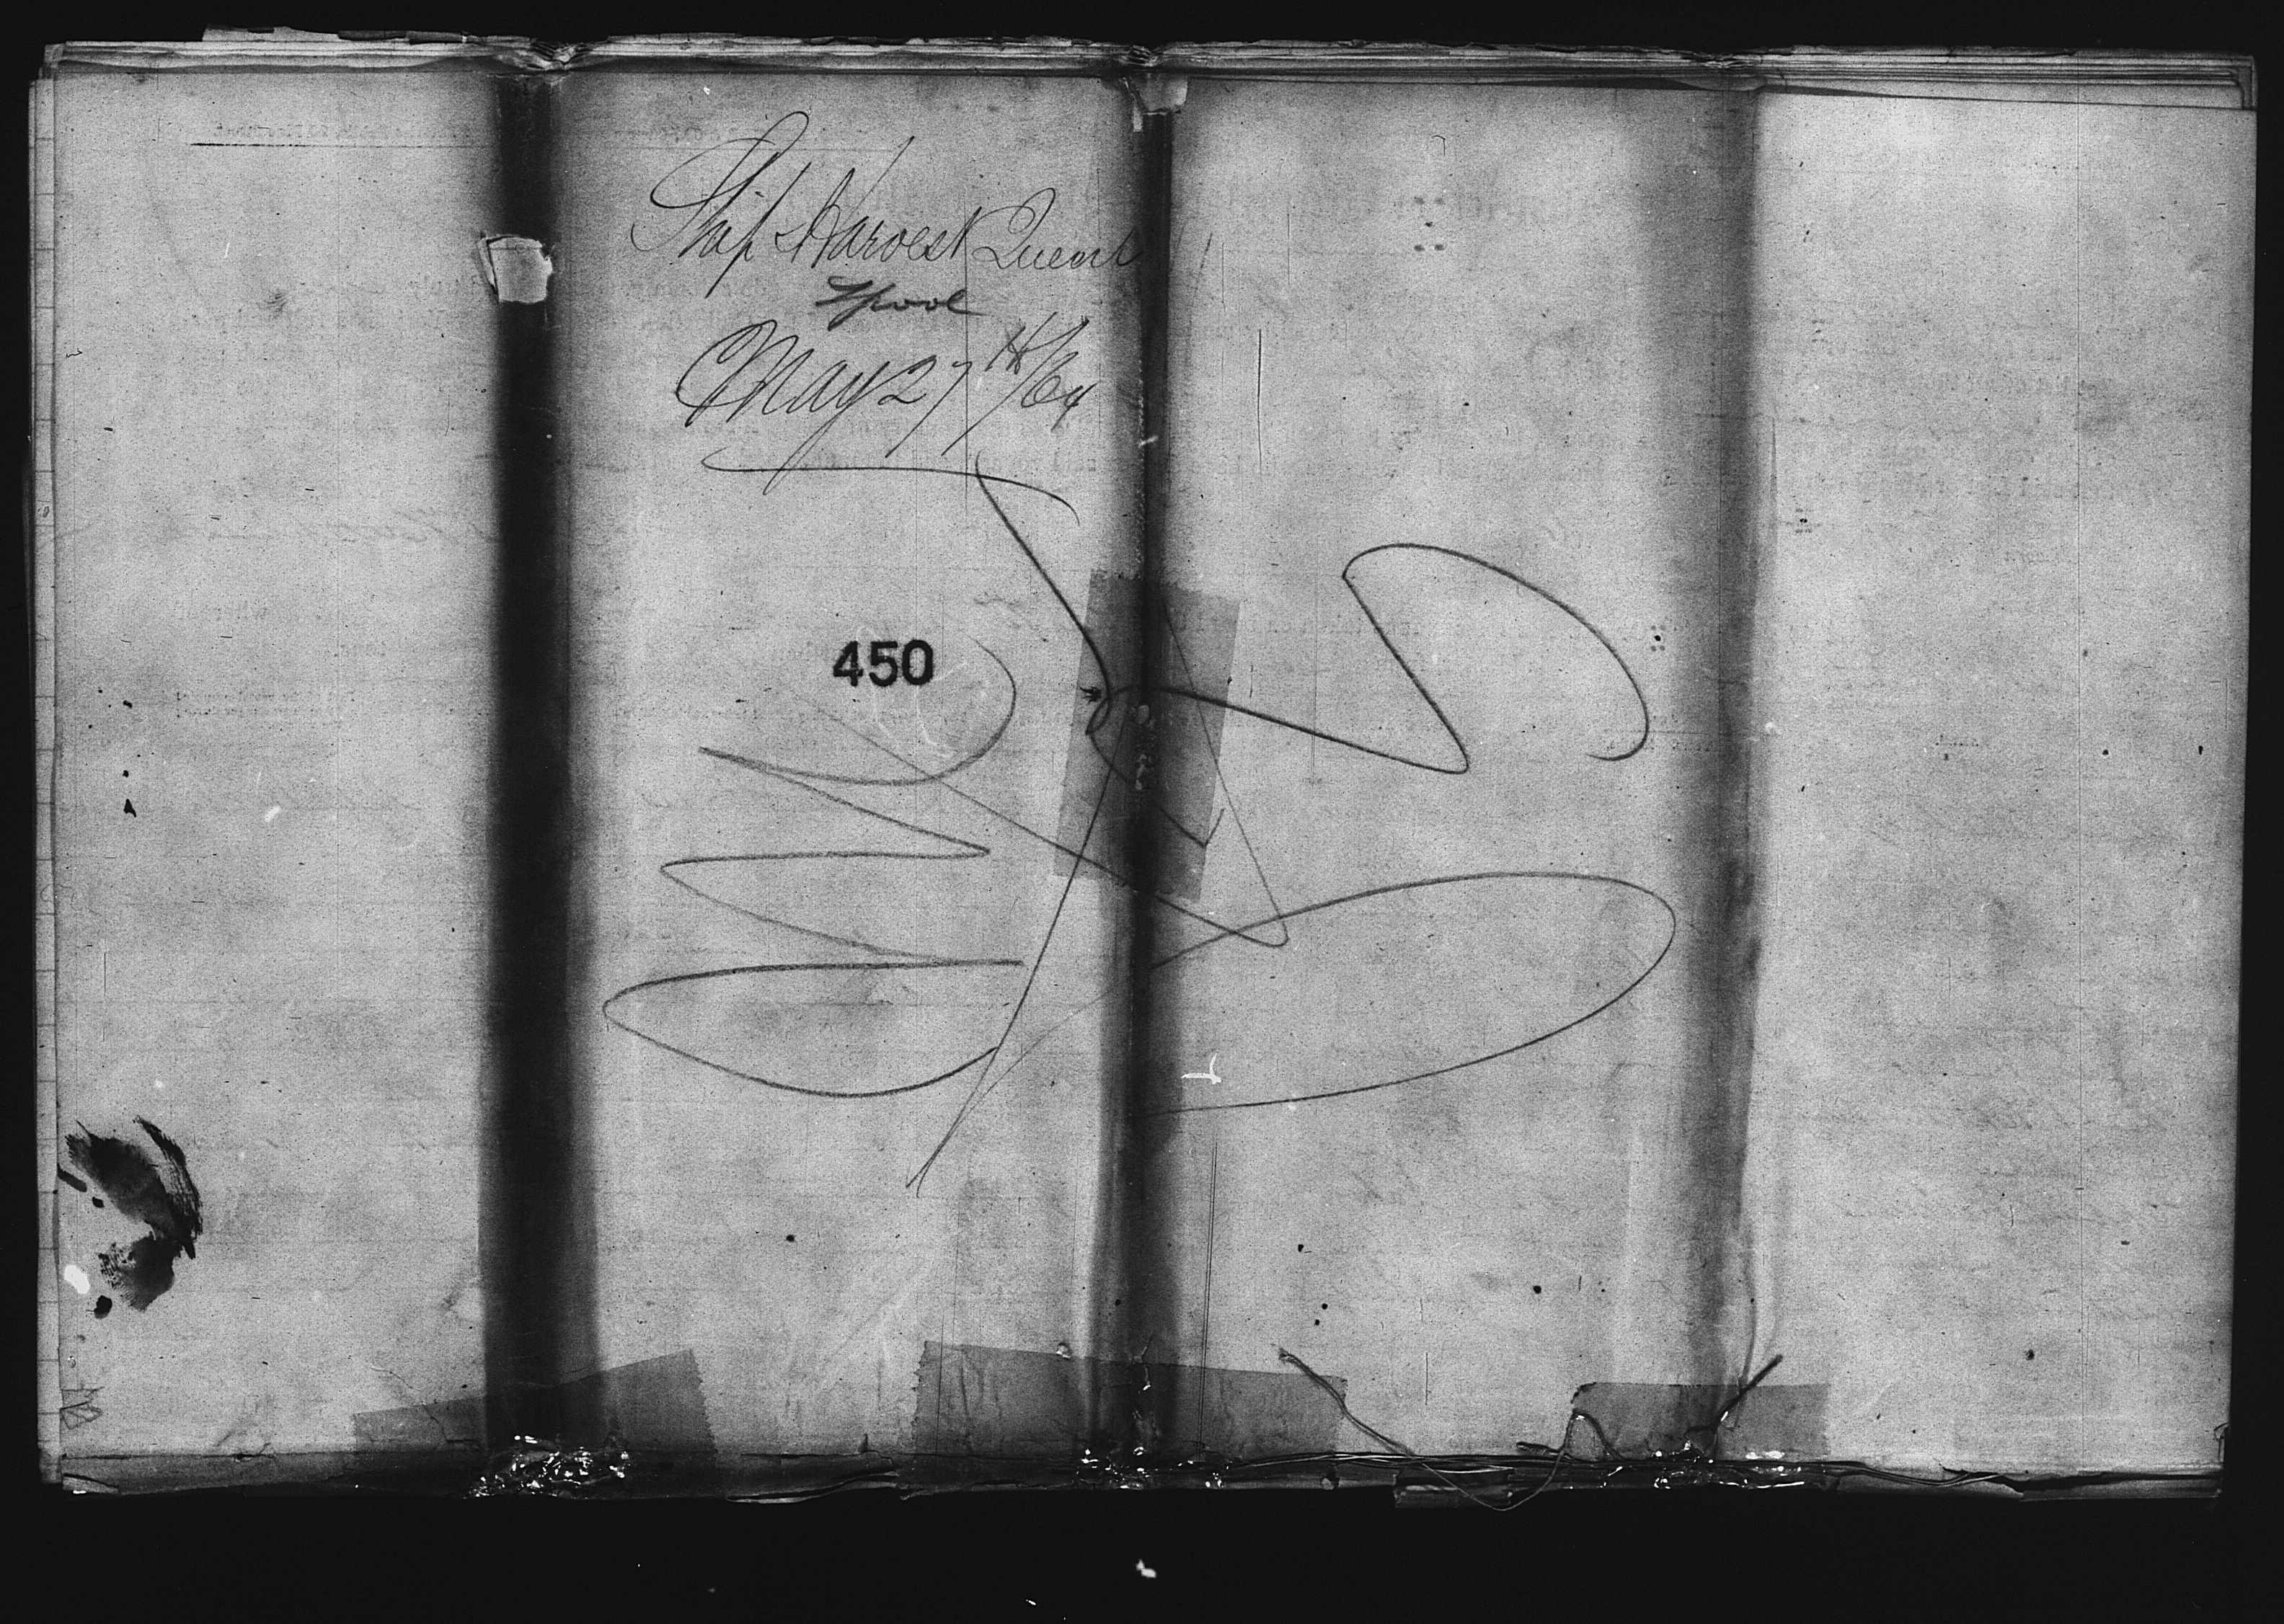 Ship Harvest Queen
Lpool
May 27th/64
450